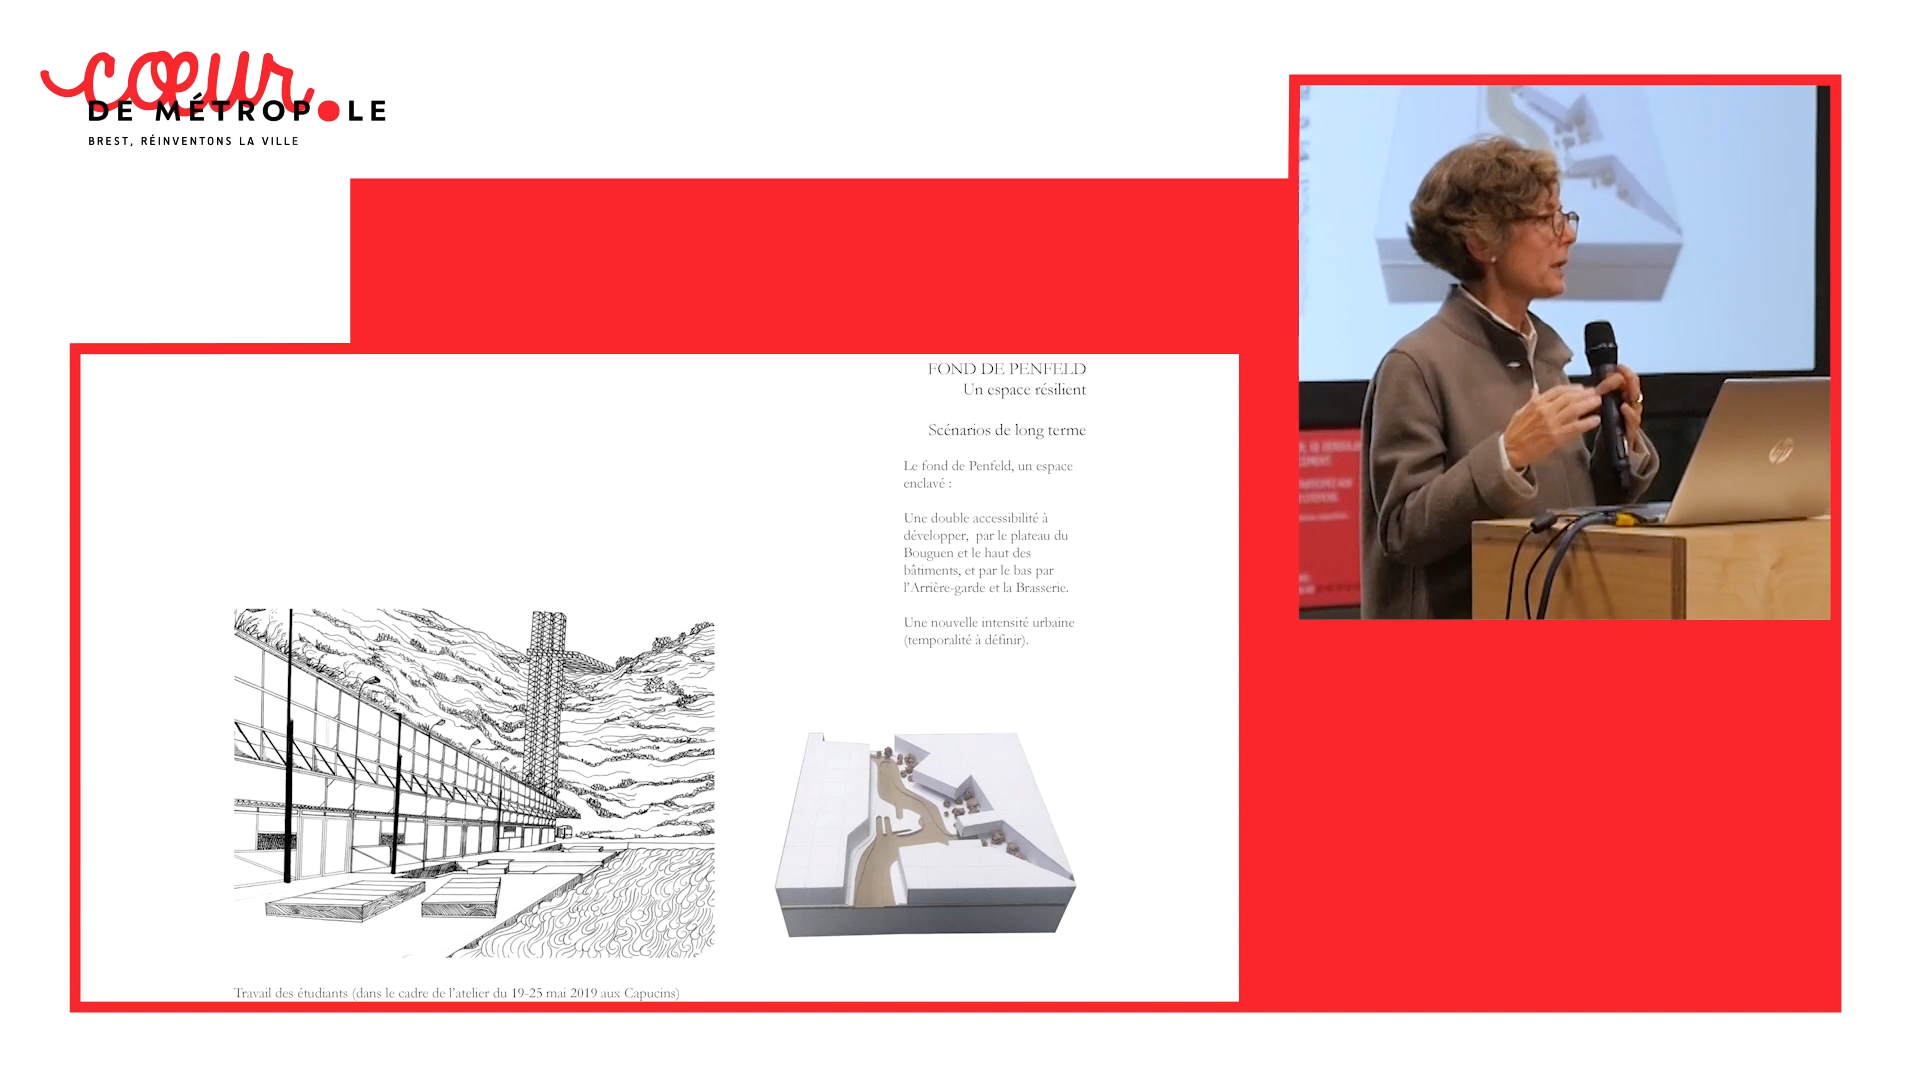 cœur
DE MÉTROPOLE
BREST, RÉINVENTONS LA VILLE
FOND DE PENFELD
Un espace résilient
Scénarios de long terme
Le fond de Penfeld, un espace
enclavé :
Une double accessibilité à
développer, par le plateau du
Bouguen et le haut des
bâtiments, et par le bas par
l'Arrière-garde et la Brasserie.
Une nouvelle intensité urbaine
(temporalité à définir).
Travail des étudiants (dans le cadre de l'atelier du 19-25 mai 2019 aux Capucins)
hp